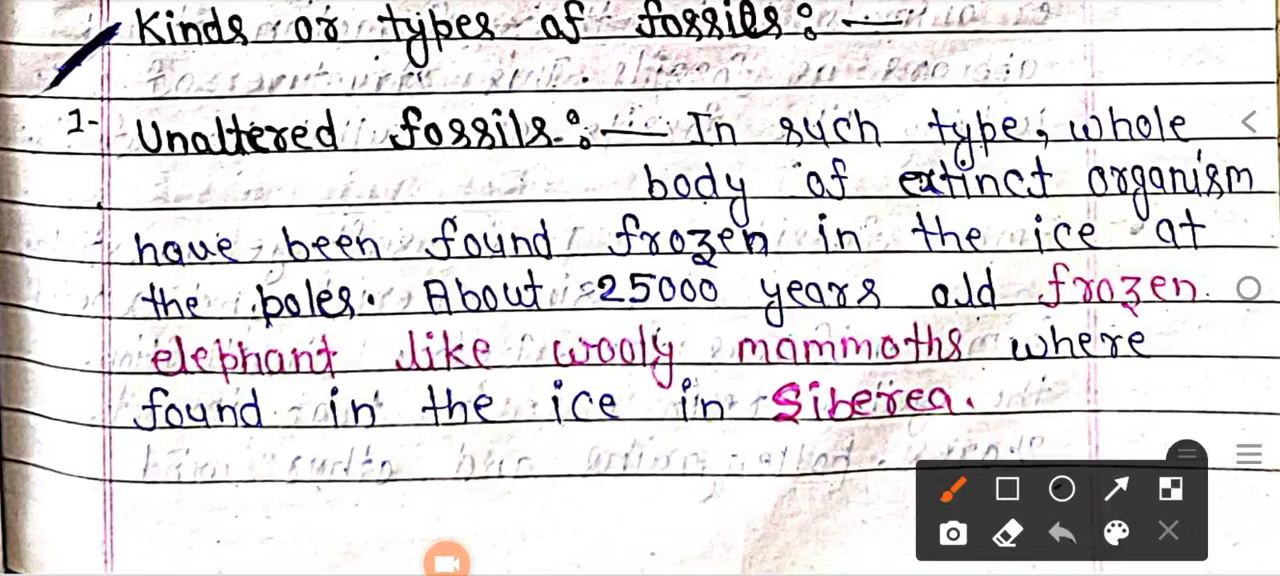 Kinds or types of fossils:—
1- Unaltered fossils:— In such type, whole
body of extinct organism
have been found frozen in the ice at
the poles. About 25000 years old frozen
elephant like wooly mammoths where
found in the ice in Siberea.